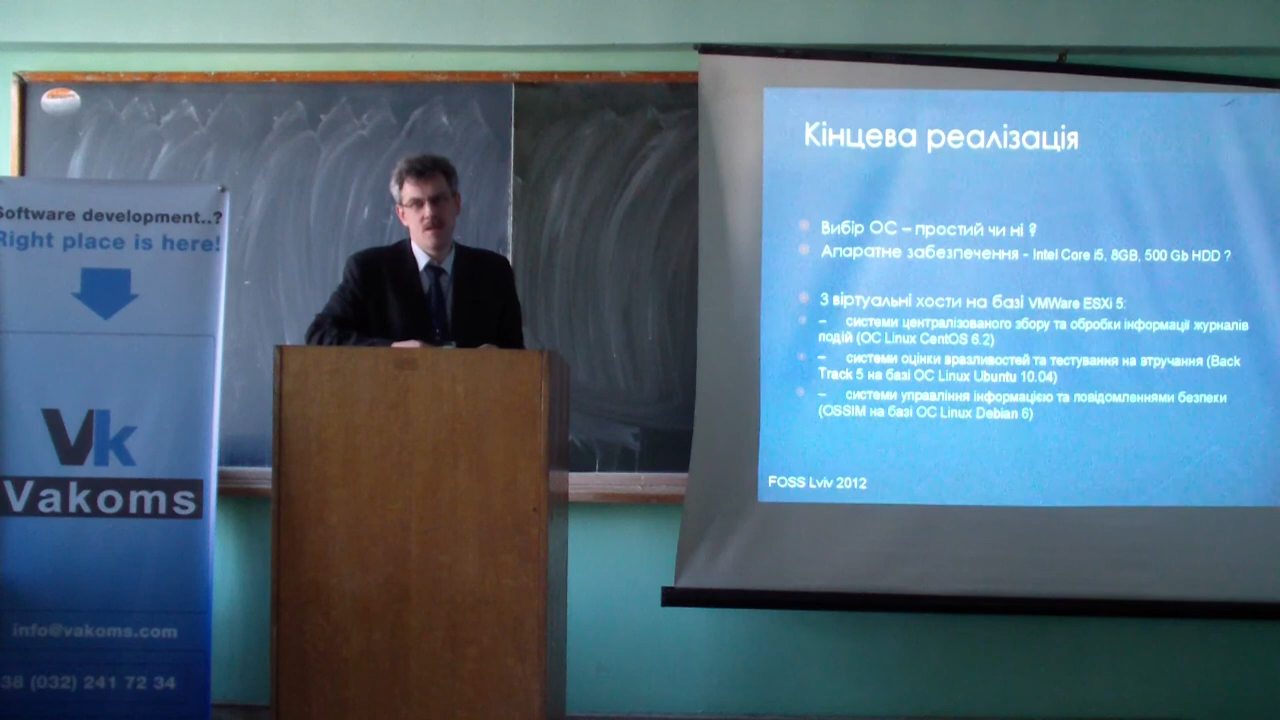 Software development..?
Right place is here!
Vk
Vakoms
info@vakoms.com
38 (032) 241 72 34
Кінцева реалізація
Вибір ОС – простий чи ні ?
Апаратне забезпечення - Intel Core i5, 8GB, 500 Gb HDD ?
3 віртуальні хости на базі VMWare ESXi 5:
– системи централізованого збору та обробки інформації журналів
подій (ОС Linux CentOS 6.2)
– системи оцінки вразливостей та тестування на втручання (Back
Track 5 на базі ОС Linux Ubuntu 10.04)
– системи управління інформацією та повідомленнями безпеки
(OSSIM на базі ОС Linux Debian 6)
FOSS Lviv 2012